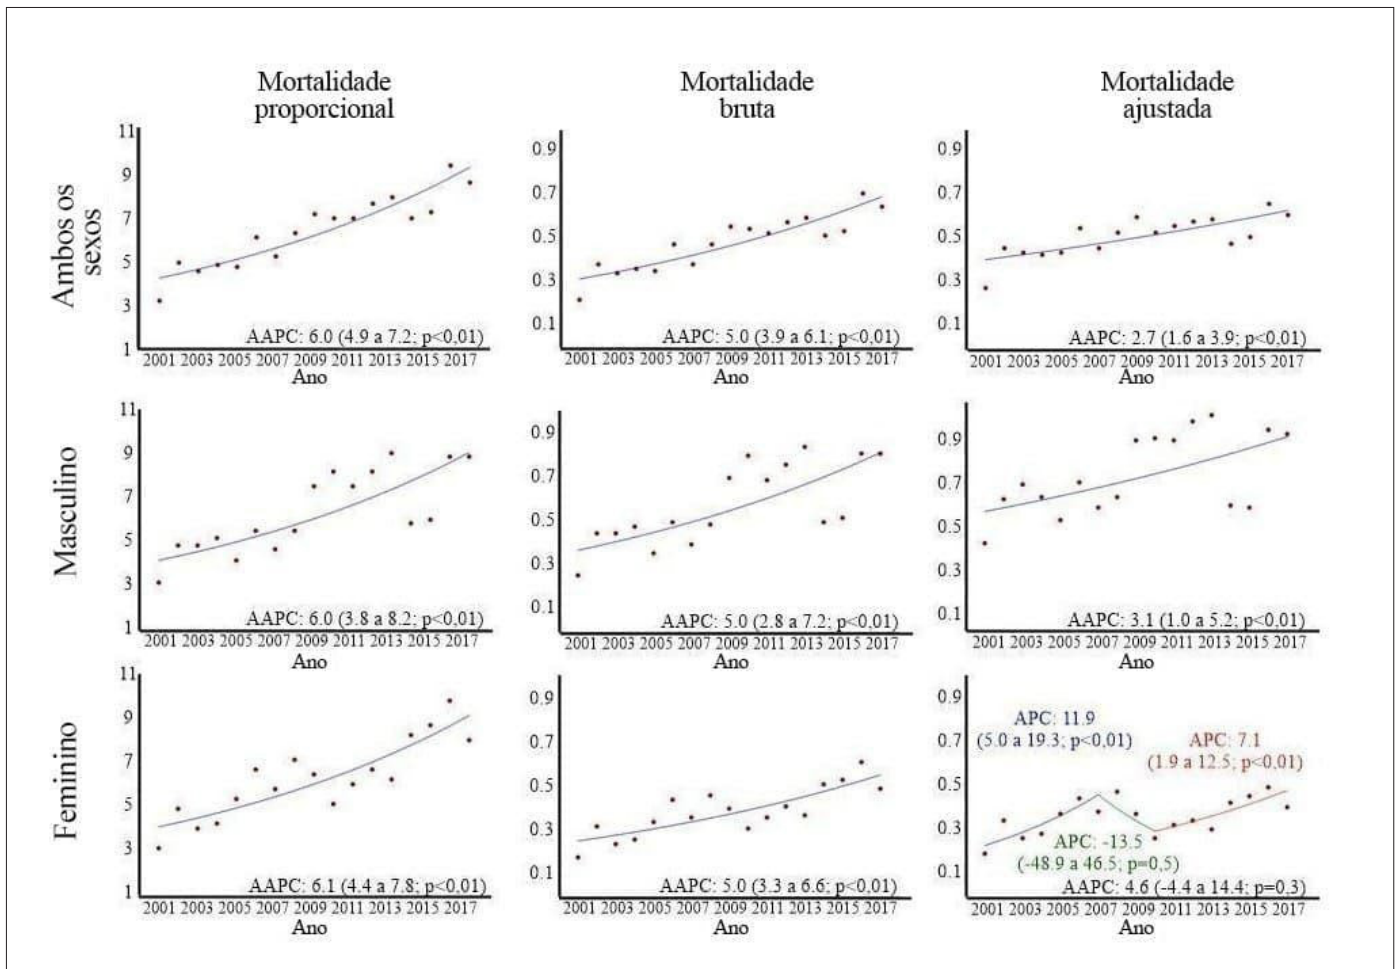 Mortalidade
proporcional
Mortalidade
bruta
Mortalidade
ajustada
Ambos os
sexos
11
9
7
5
3
1
AAPC: 6.0 (4.9 a 7.2; p<0,01)
2001 2003 2005 2007 2009 2011 2013 2015 2017
Ano
0.9
0.7
0.5
0.3
0.1
AAPC: 5.0 (3.9 a 6.1; p<0,01)
2001 2003 2005 2007 2009 2011 2013 2015 2017
Ano
0.9
0.7
0.5
0.3
0.1
AAPC: 2.7 (1.6 a 3.9; p<0,01)
2001 2003 2005 2007 2009 2011 2013 2015 2017
Ano
Masculino
11
9
7
5
3
1
AAPC: 6.0 (3.8 a 8.2; p<0,01)
2001 2003 2005 2007 2009 2011 2013 2015 2017
Ano
0.9
0.7
0.5
0.3
0.1
AAPC: 5.0 (2.8 a 7.2; p<0,01)
2001 2003 2005 2007 2009 2011 2013 2015 2017
Ano
0.9
0.7
0.5
0.3
0.1
AAPC: 3.1 (1.0 a 5.2; p<0,01)
2001 2003 2005 2007 2009 2011 2013 2015 2017
Ano
Feminino
11
9
7
5
3
1
AAPC: 6.1 (4.4 a 7.8; p<0,01)
2001 2003 2005 2007 2009 2011 2013 2015 2017
Ano
0.9
0.7
0.5
0.3
0.1
AAPC: 5.0 (3.3 a 6.6; p<0,01)
2001 2003 2005 2007 2009 2011 2013 2015 2017
Ano
0.9
0.7
0.5
0.3
0.1
APC: 11.9
(5.0 a 19.3; p<0,01)
APC: 7.1
(1.9 a 12.5; p<0,01)
APC: -13.5
(-48.9 a 46.5; p=0,5)
AAPC: 4.6 (-4.4 a 14.4; p=0,3)
2001 2003 2005 2007 2009 2011 2013 2015 2017
Ano